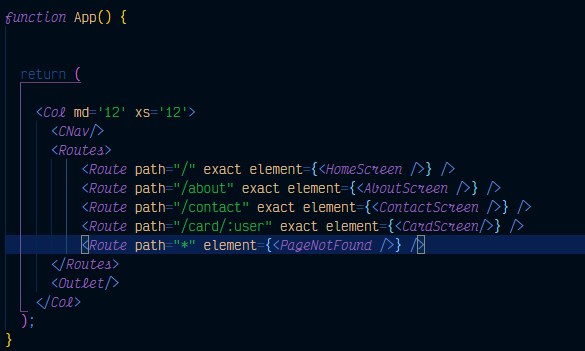 function App() {
return (
<Col md='12' xs='12'>
<CNav/>
<Routes>
<Route path="/" exact element={<HomeScreen />} />
<Route path="/about" exact element={<AboutScreen />} />
<Route path="/contact" exact element={<ContactScreen />} />
<Route path="/card/:user" exact element={<CardScreen/>} />
<Route path="*" element={<PageNotFound />} />
</Routes>
<Outlet/>
</Col>
);
}